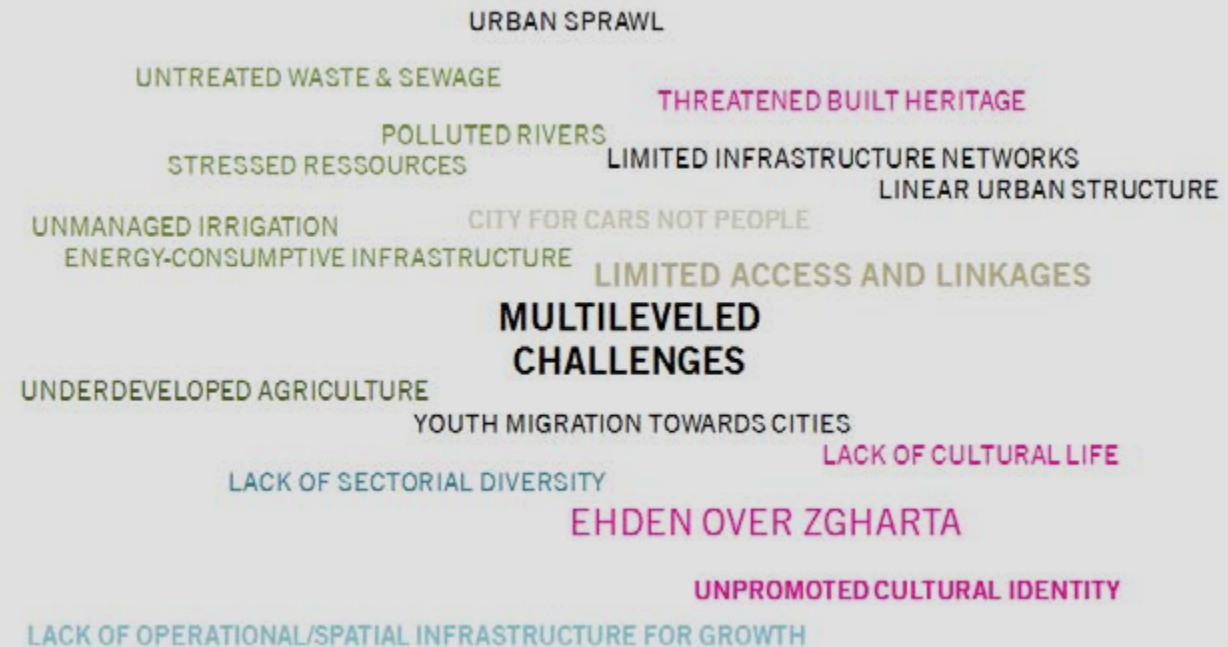 URBAN SPRAWL
UNTREATED WASTE & SEWAGE
THREATENED BUILT HERITAGE
POLLUTED RIVERS
STRESSED RESSOURCES
LIMITED INFRASTRUCTURE NETWORKS
LINEAR URBAN STRUCTURE
UNMANAGED IRRIGATION
CITY FOR CARS NOT PEOPLE
ENERGY-CONSUMPTIVE INFRASTRUCTURE
LIMITED ACCESS AND LINKAGES
MULTILEVELED
CHALLENGES
UNDERDEVELOPED AGRICULTURE
YOUTH MIGRATION TOWARDS CITIES
LACK OF CULTURAL LIFE
LACK OF SECTORIAL DIVERSITY
EHDEN OVER ZGHARTA
UNPROMOTED CULTURAL IDENTITY
LACK OF OPERATIONAL/SPATIAL INFRASTRUCTURE FOR GROWTH